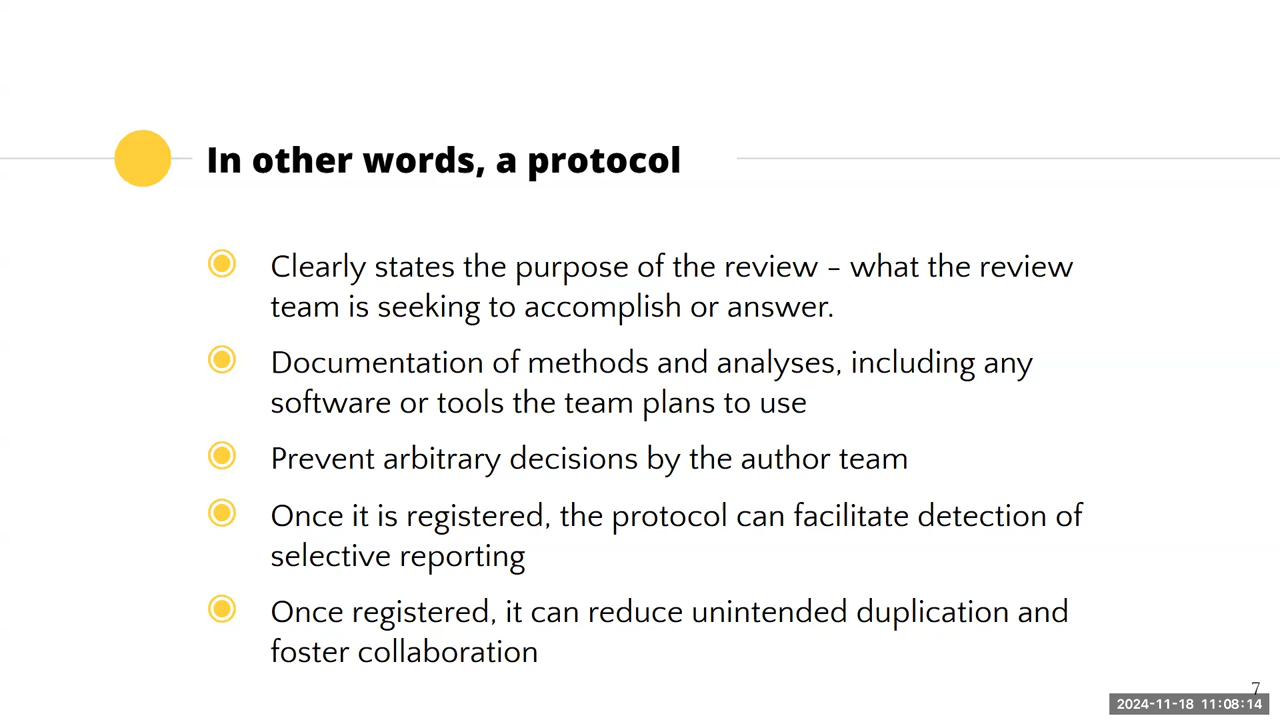 In other words, a protocol
Clearly states the purpose of the review – what the review
team is seeking to accomplish or answer.
Documentation of methods and analyses, including any
software or tools the team plans to use
Prevent arbitrary decisions by the author team
Once it is registered, the protocol can facilitate detection of
selective reporting
Once registered, it can reduce unintended duplication and
foster collaboration
7
2024-11-18 11:08:14